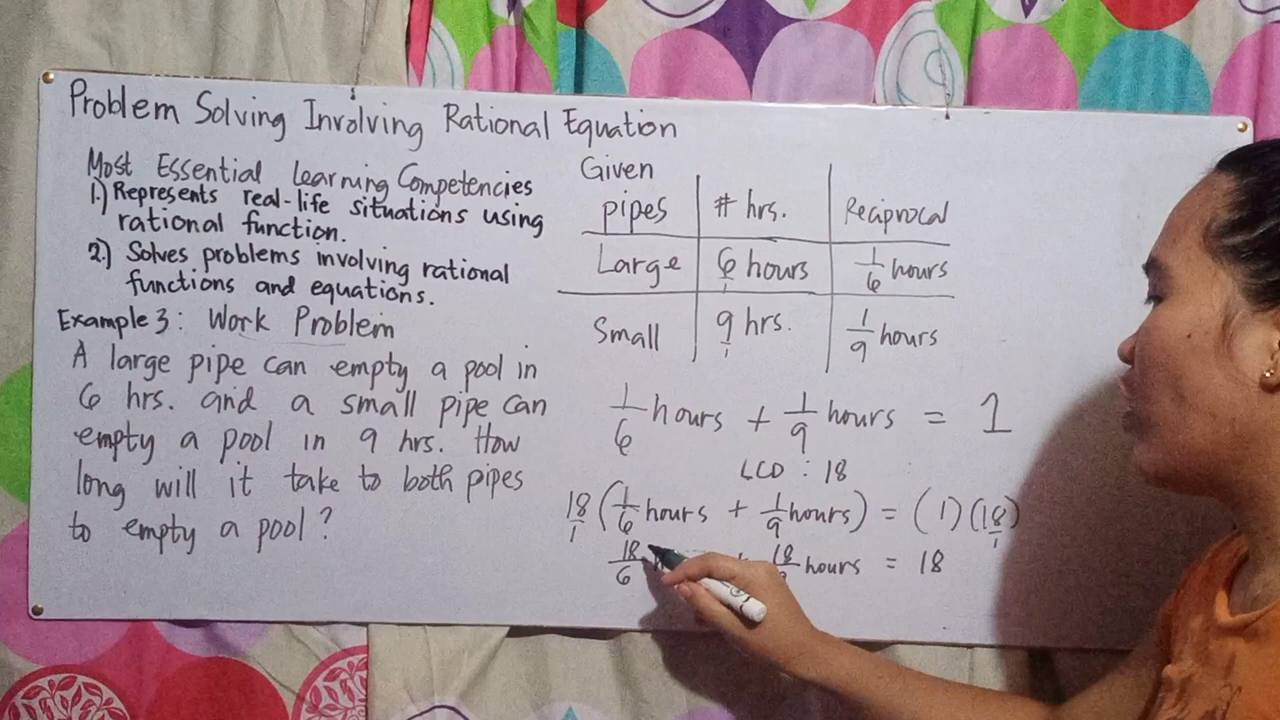 Problem Solving Involving Rational Equation
Most Essential Learning Competencies
1.) Represents real-life situations using
rational function.
2.) Solves problems involving rational
functions and equations.
Example 3: Work Problem
A large pipe can empty a pool in
6 hrs. and a small pipe can
empty a pool in 9 hrs. How
long will it take to both pipes
to empty a pool?
Given
pipes # hrs. Reciprocal
Large 6/1 hours 1/6 hours
Small 9/1 hrs. 1/9 hours
1/6 hours + 1/9 hours = 1
LCD : 18
18/1 (1/6 hours + 1/9 hours) = (1)(18/1)
18/6 + 18 hours = 18